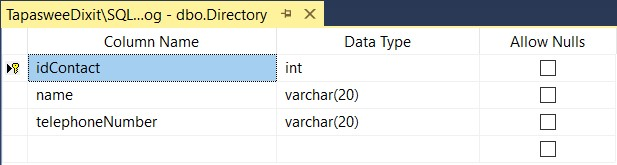 TapasweeDixit\SQL...og - dbo.Directory
Column Name Data Type Allow Nulls
idContact int
name varchar(20)
telephoneNumber varchar(20)